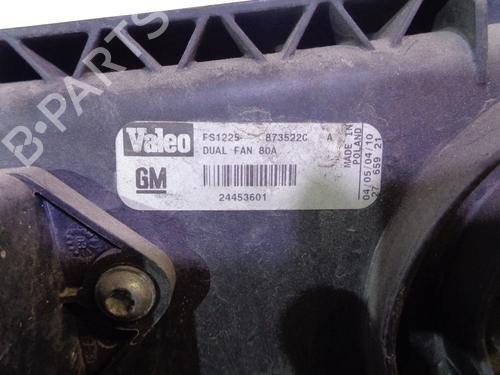 B-PARTS
Valeo
FS1225- 873522C A
DUAL FAN 80A
GM
24453601
MADE IN
POLAND
04/05/04/10
27 659 21